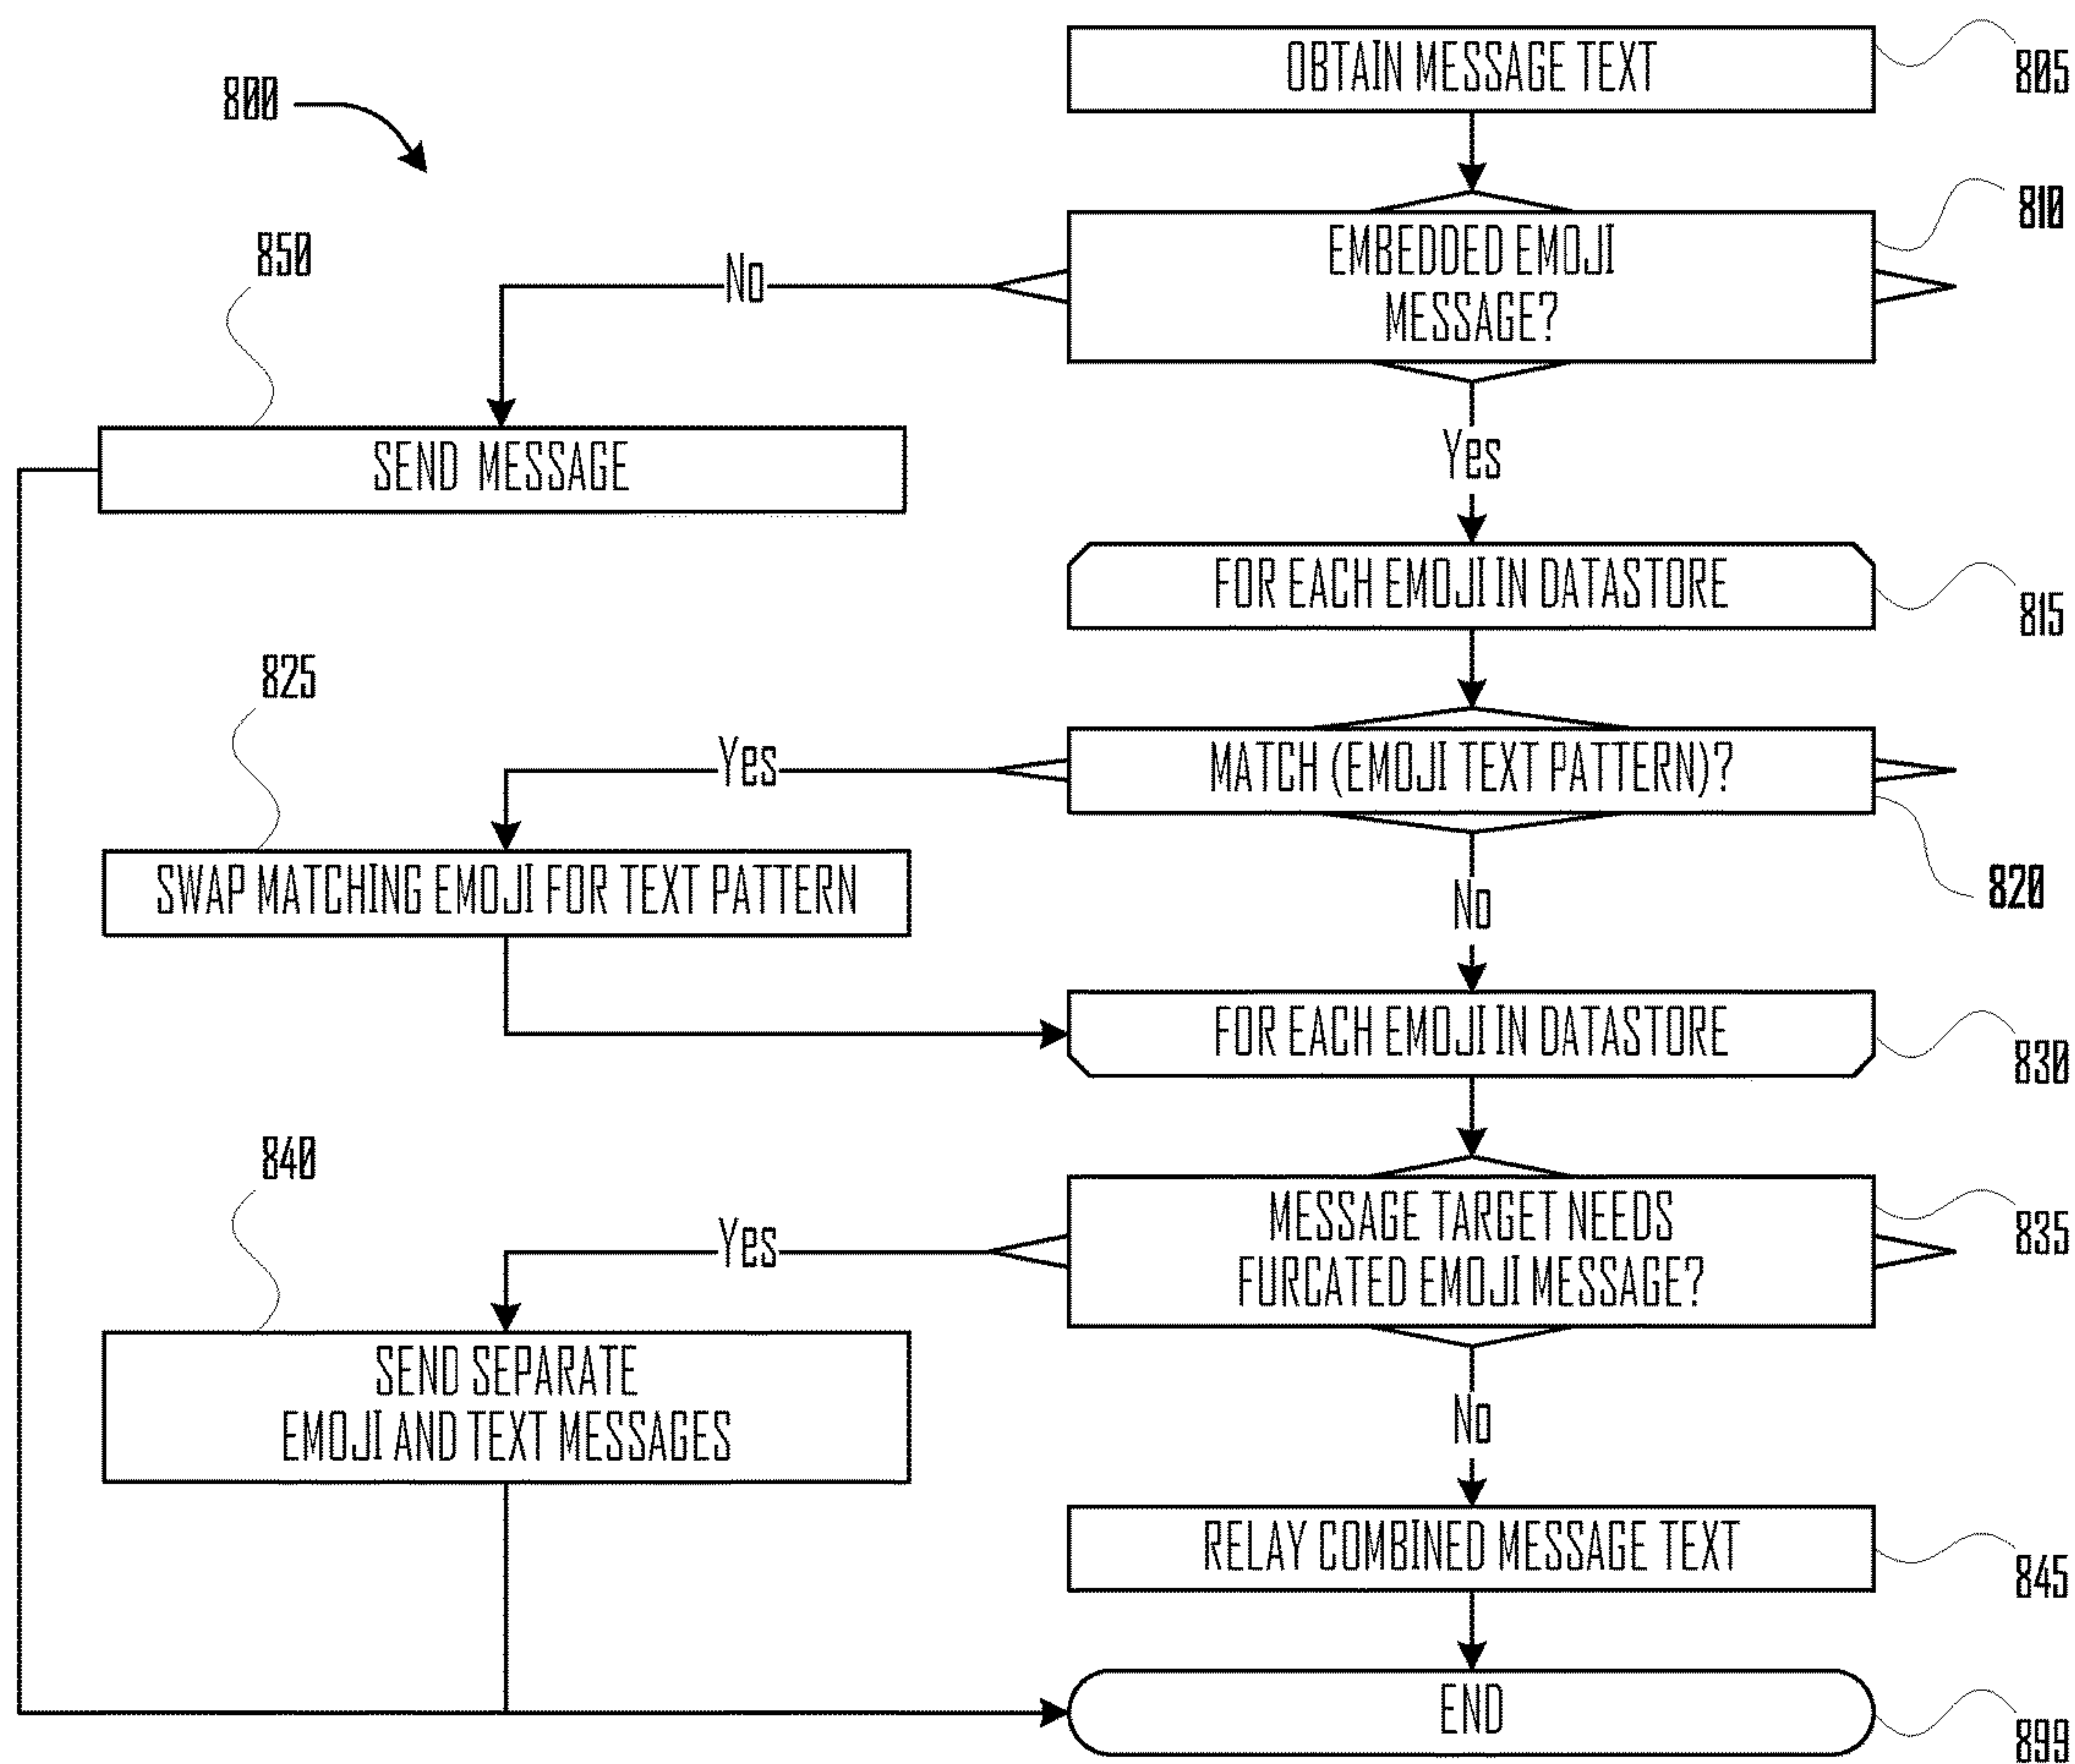 OBTAIN MESSAGE TEXT
805
800
EMBEDDED EMOJI
MESSAGE?
810
No
850
SEND MESSAGE
Yes
FOR EACH EMOJI IN DATASTORE
815
825
Yes
MATCH (EMOJI TEXT PATTERN)?
820
SWAP MATCHING EMOJI FOR TEXT PATTERN
No
FOR EACH EMOJI IN DATASTORE
830
840
Yes
MESSAGE TARGET NEEDS
FURCATED EMOJI MESSAGE?
835
SEND SEPARATE
EMOJI AND TEXT MESSAGES
No
RELAY COMBINED MESSAGE TEXT
845
END
899